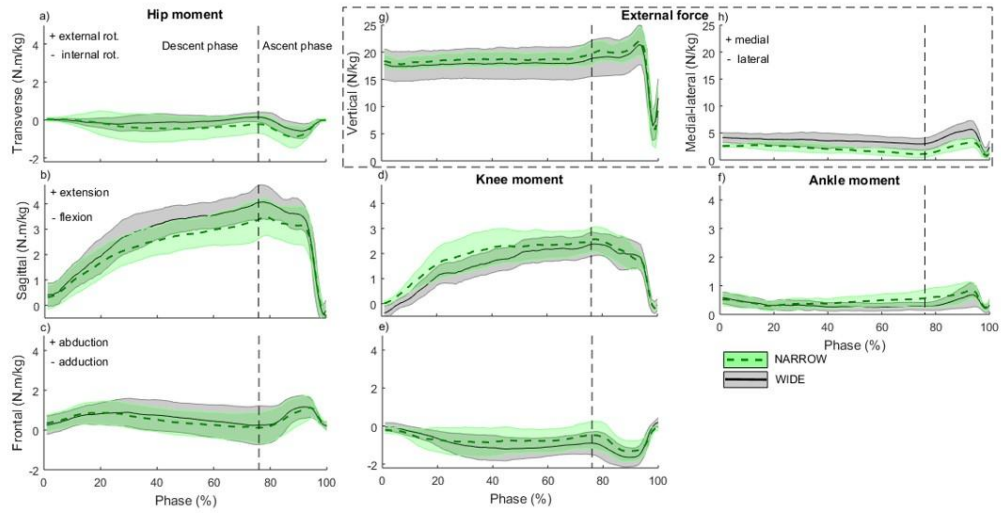 a) Hip moment
+ external rot.
- internal rot.
Descent phase
Ascent phase
Transverse (N.m/kg)
4
2
0
-2
b)
+ extension
- flexion
Sagittal (N.m/kg)
5
4
3
2
1
0
c)
+ abduction
- adduction
Frontal (N.m/kg)
4
2
0
-2
0 20 40 60 80 100
Phase (%)
g) External force
Vertical (N/kg)
25
20
15
10
5
0
d) Knee moment
4
3
2
1
0
e)
4
2
0
-2
0 20 40 60 80 100
Phase (%)
h)
+ medial
- lateral
Medial-lateral (N/kg)
25
20
15
10
5
0
f) Ankle moment
5
4
3
2
1
0
0 20 40 60 80 100
Phase (%)
NARROW
WIDE